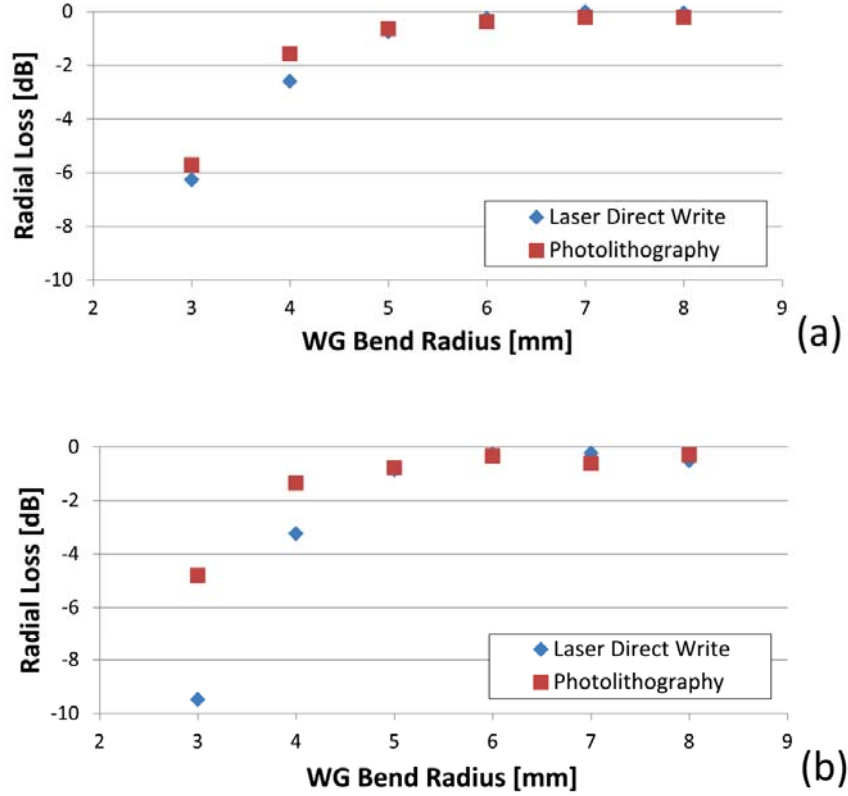 0
-2
-4
-6
-8
-10
Radial Loss [dB]
Laser Direct Write
Photolithography
2 3 4 5 6 7 8 9
WG Bend Radius [mm]
(a)
0
-2
-4
-6
-8
-10
Radial Loss [dB]
Laser Direct Write
Photolithography
2 3 4 5 6 7 8 9
WG Bend Radius [mm]
(b)